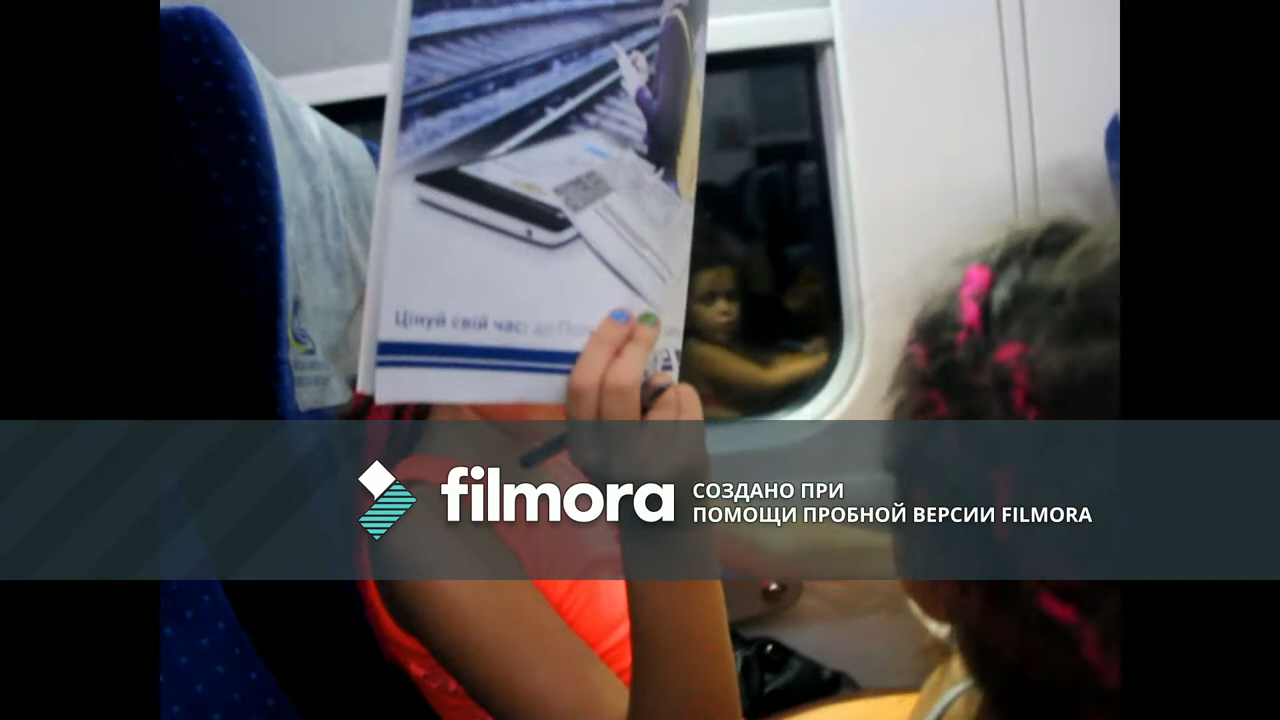 Цінуй свій час:
filmora
СОЗДАНО ПРИ
ПОМОЩИ ПРОБНОЙ ВЕРСИИ FILMORA